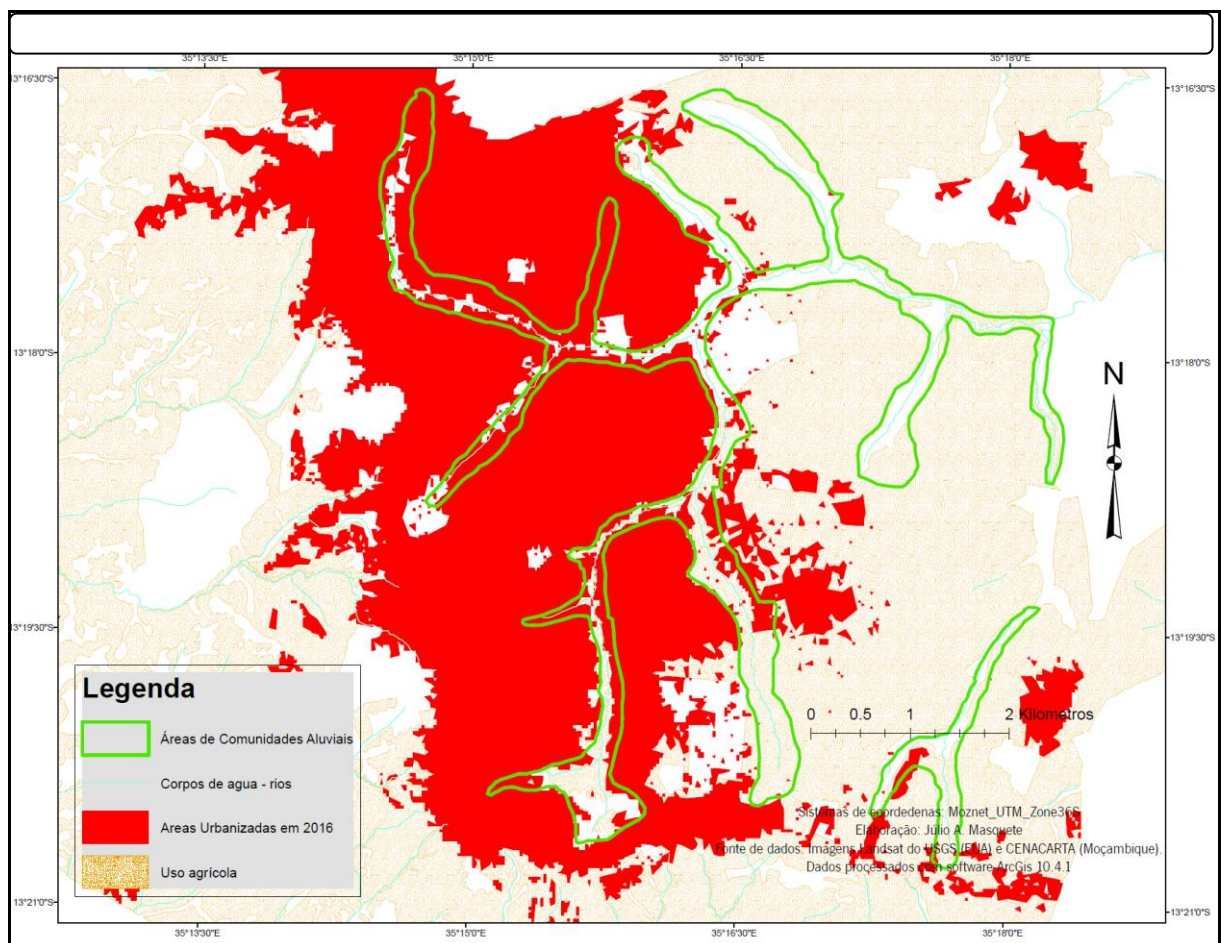 35°13'30"E 35°15'0"E 35°16'30"E 35°18'0"E
13°16'30"S 13°16'30"S
13°18'0"S 13°18'0"S
N
13°19'30"S 13°19'30"S
Legenda
Áreas de Comunidades Aluviais
Corpos de agua - rios
Areas Urbanizadas em 2016
Uso agrícola
0 0.5 1 2 Kilometros
Sistemas de coordedenas: Moznet_UTM_Zone36S
Elaboração: Júlio A. Masquete
Fonte de dados: Imagens Landsat do USGS (EUA) e CENACARTA (Moçambique).
Dados processados com software ArcGis 10.4.1
13°21'0"S 13°21'0"S
35°13'30"E 35°15'0"E 35°16'30"E 35°18'0"E